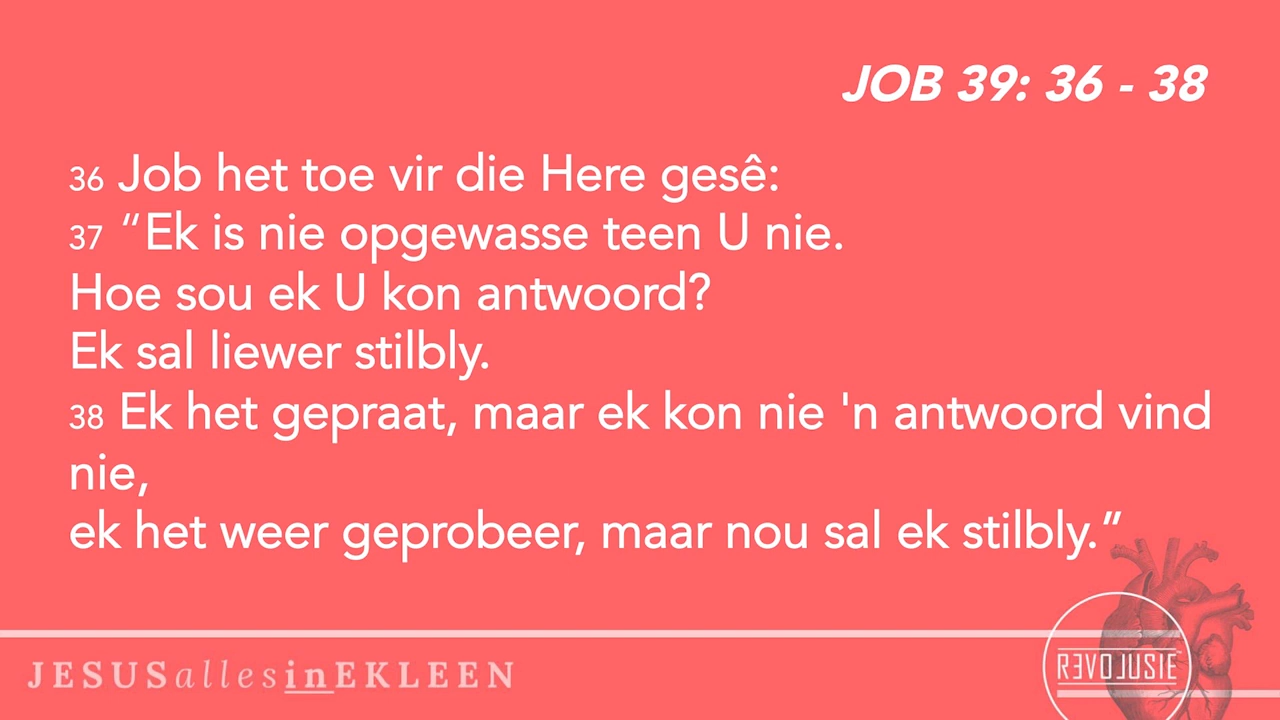 JOB 39: 36 - 38
36 Job het toe vir die Here gesê:
37 “Ek is nie opgewasse teen U nie.
Hoe sou ek U kon antwoord?
Ek sal liewer stilbly.
38 Ek het gepraat, maar ek kon nie 'n antwoord vind
nie,
ek het weer geprobeer, maar nou sal ek stilbly.”
JESUSallesinEKLEEN
REVOJUSIE